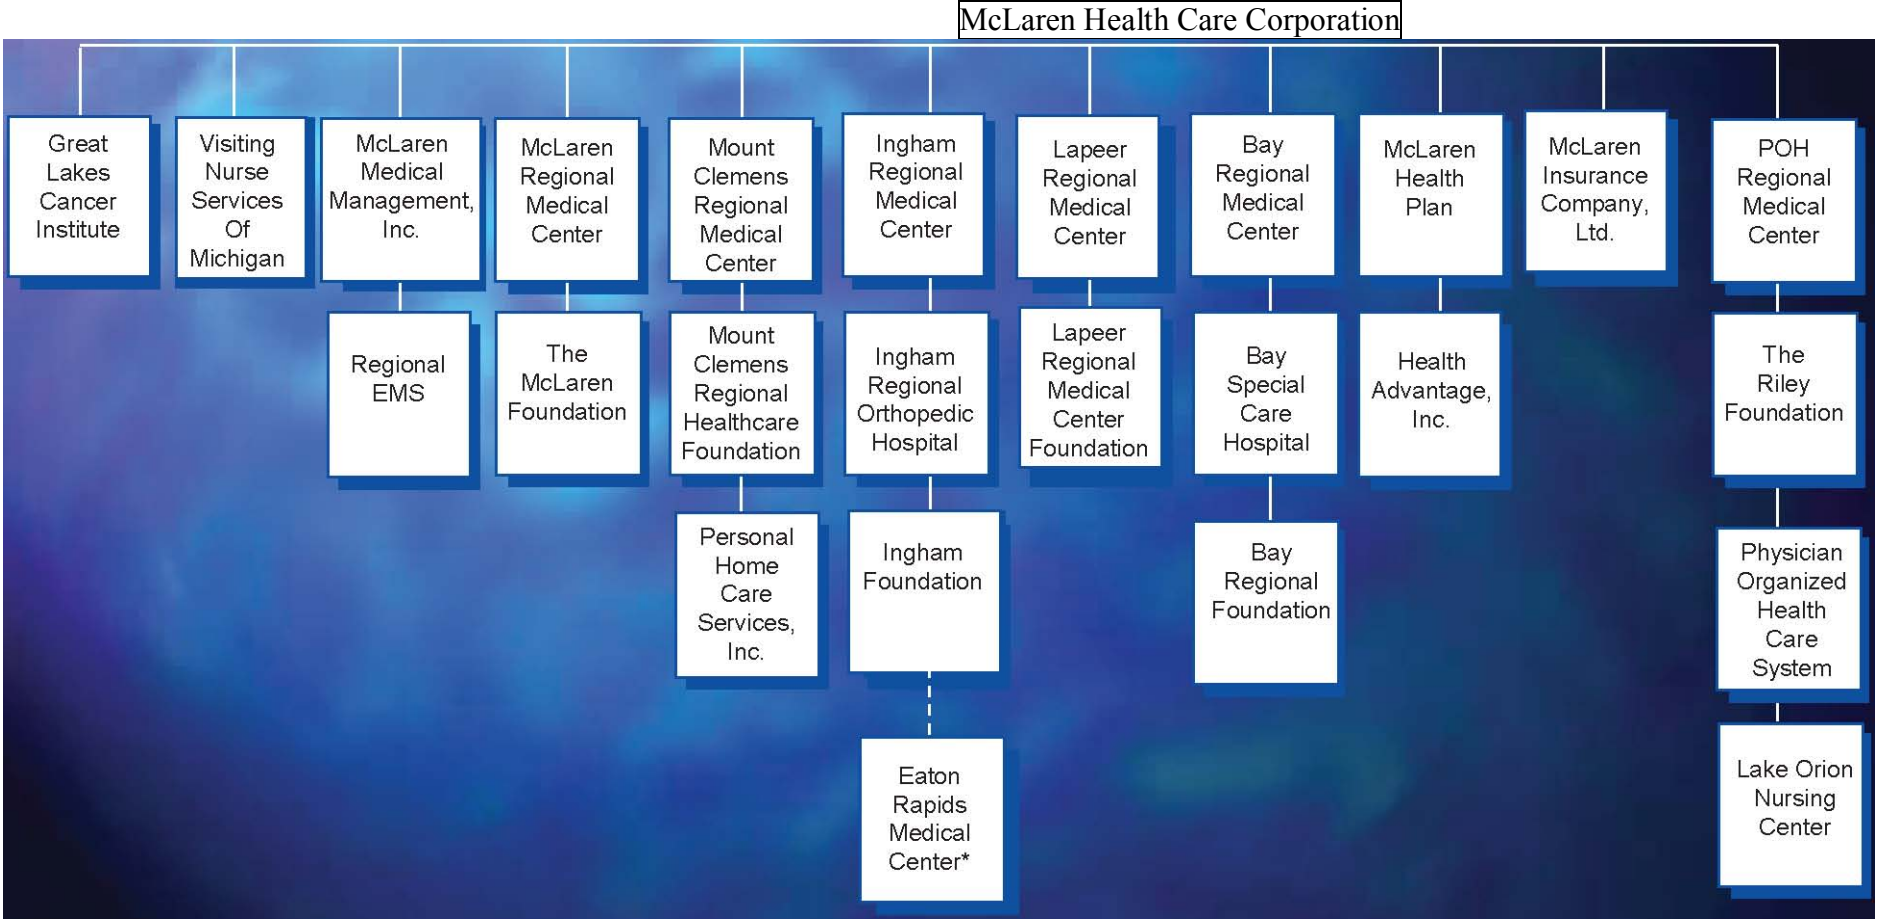 McLaren Health Care Corporation
Great
Lakes
Cancer
Institute
Visiting
Nurse
Services
Of
Michigan
McLaren
Medical
Management,
Inc.
McLaren
Regional
Medical
Center
Mount
Clemens
Regional
Medical
Center
Ingham
Regional
Medical
Center
Lapeer
Regional
Medical
Center
Bay
Regional
Medical
Center
McLaren
Health
Plan
McLaren
Insurance
Company,
Ltd.
POH
Regional
Medical
Center
Regional
EMS
The
McLaren
Foundation
Mount
Clemens
Regional
Healthcare
Foundation
Ingham
Regional
Orthopedic
Hospital
Lapeer
Regional
Medical
Center
Foundation
Bay
Special
Care
Hospital
Health
Advantage,
Inc.
The
Riley
Foundation
Personal
Home
Care
Services,
Inc.
Ingham
Foundation
Bay
Regional
Foundation
Physician
Organized
Health
Care
System
Eaton
Rapids
Medical
Center*
Lake Orion
Nursing
Center